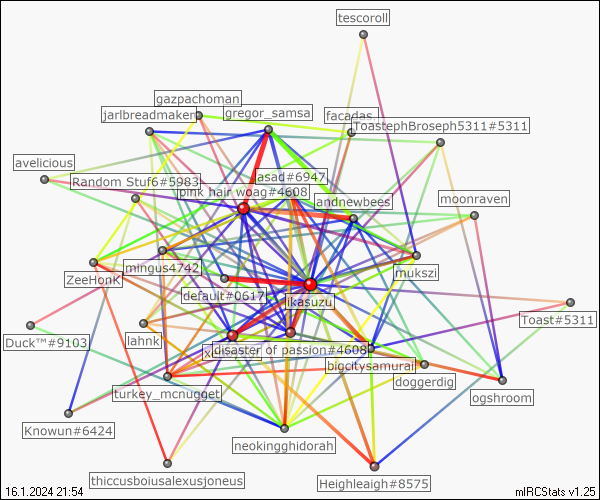 tescoroll
gazpachoman
jarlbreadmaker
gregor_samsa
facadas.
ToastephBroseph5311#5311
avelicious
asad#6947
Random Stuf6#5983
pink hair woag#4608
andnewbees
moonraven
ZeeHonK
mingus4742
mukszi
default#0617
likasuzu
Toast#5311
Duck™#9103
lahnk
disaster of passion#4608
bigcitysamurai
doggerdig
turkey_mcnugget
ogshroom
Knowun#6424
neokingghidorah
thiccusboiusalexusjoneus
Heighleaigh#8575
16.1.2024 21:54
mIRCStats v1.25